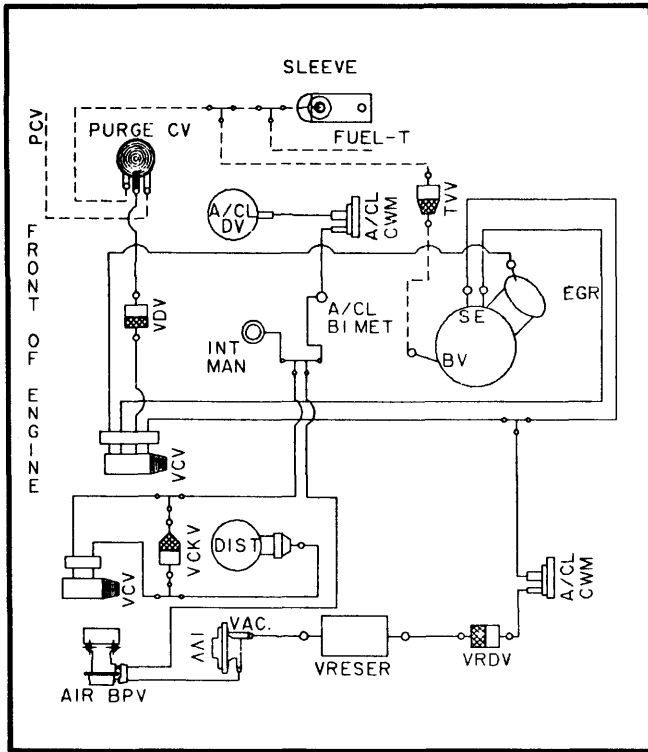 SLEEVE
FUEL-T
PCV
PURGE CV
TVV
A/CL
DV
A/CL
CWM
FRONT OF ENGINE
VDV
A/CL
BIMET
INT
MAN
SE
EGR
BV
VCV
VCKV
DIST
VCV
A/CL
CWM
VAC.
VRESER
VRDV
AIR BPV